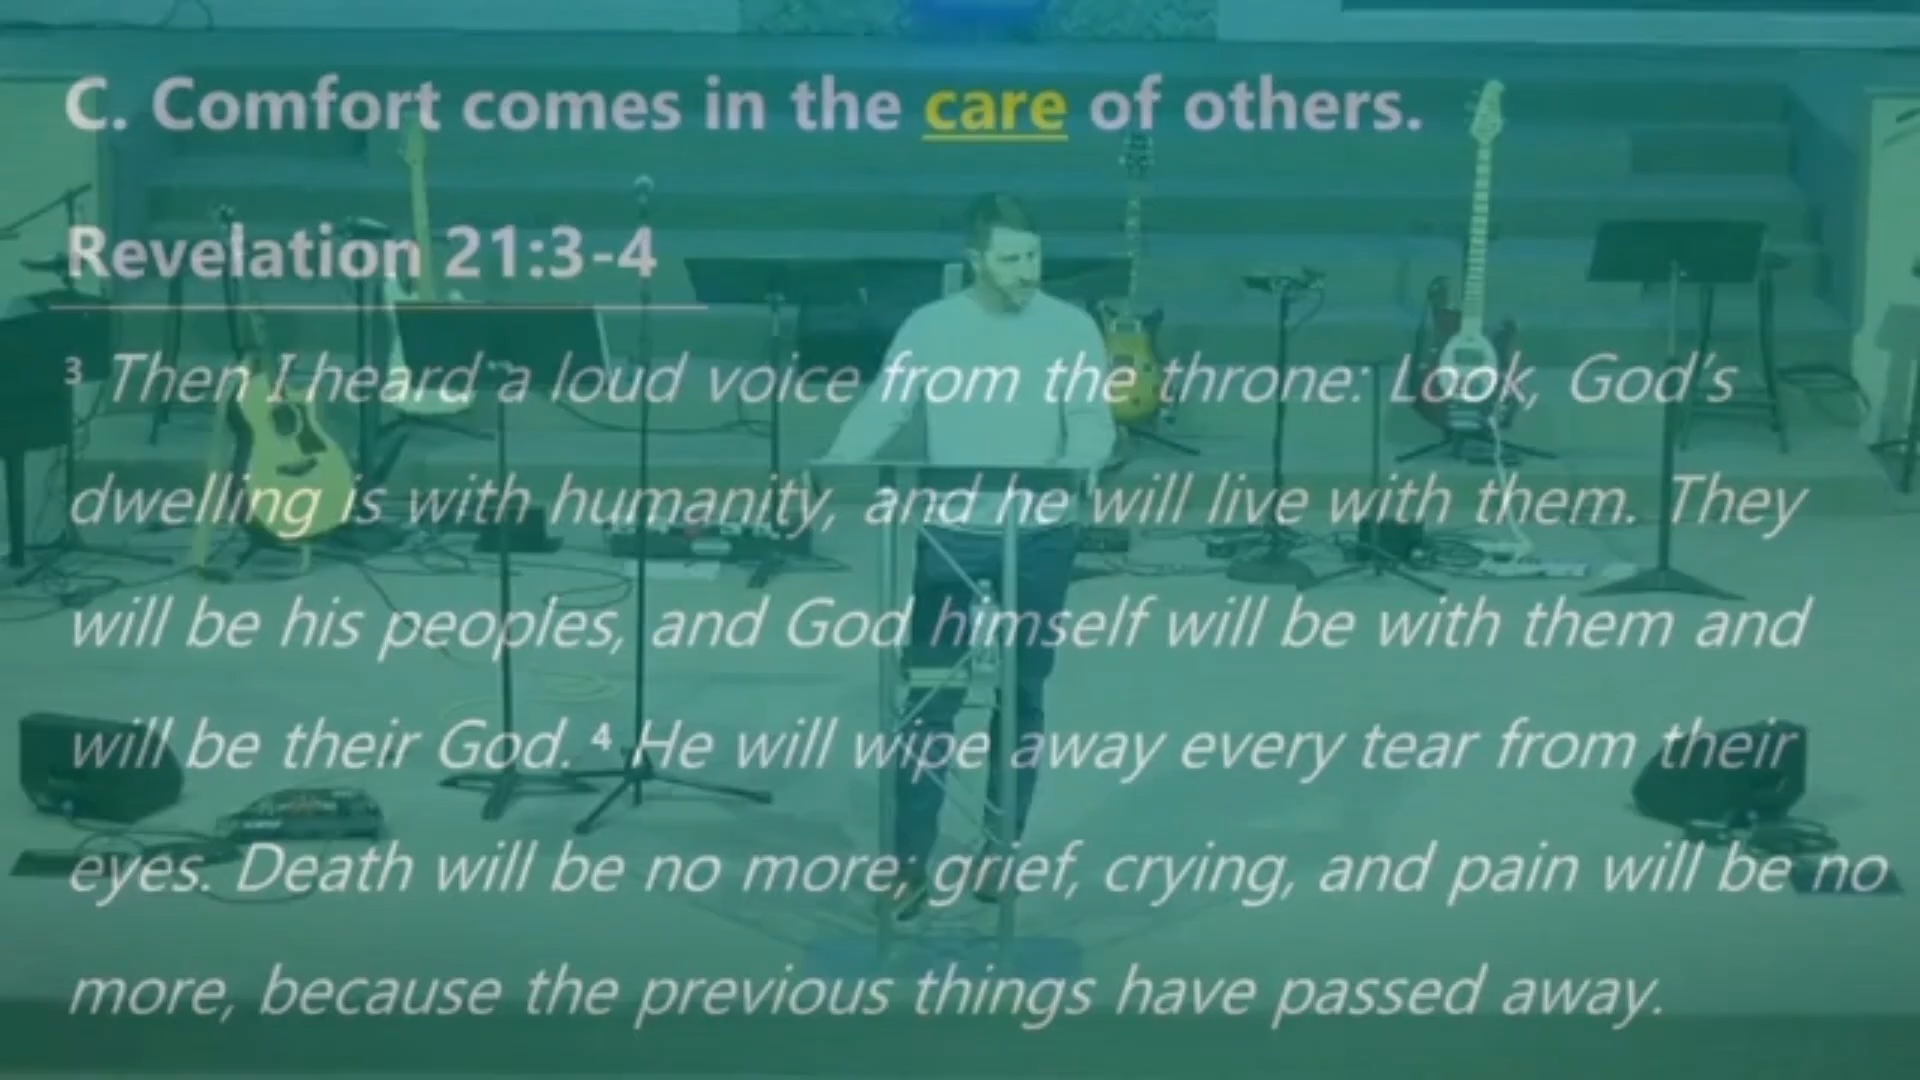 C. Comfort comes in the care of others.
Revelation 21:3-4
³ Then I heard a loud voice from the throne: Look, God's
dwelling is with humanity, and he will live with them. They
will be his peoples, and God himself will be with them and
will be their God. ⁴ He will wipe away every tear from their
eyes. Death will be no more; grief, crying, and pain will be no
more, because the previous things have passed away.